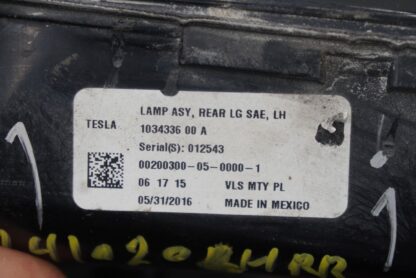 LAMP ASY, REAR LG SAE, LH
TESLA
1034336 00 A
Serial(S): 012543
00200300-05-0000-1
06 17 15 VLS MTY PL
05/31/2016 MADE IN MEXICO